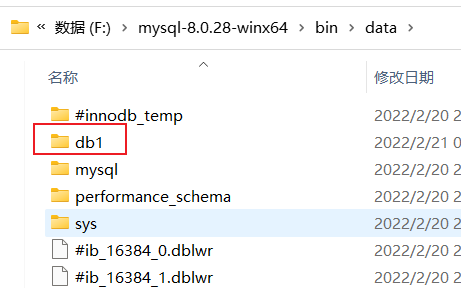 « 数据 (F:) › mysql-8.0.28-winx64 › bin › data ›
名称 修改日期
#innodb_temp 2022/2/20 2
db1 2022/2/21 0
mysql 2022/2/20 2
performance_schema 2022/2/20 2
sys 2022/2/20 2
#ib_16384_0.dblwr 2022/2/20 2
#ib_16384_1.dblwr 2022/2/20 2